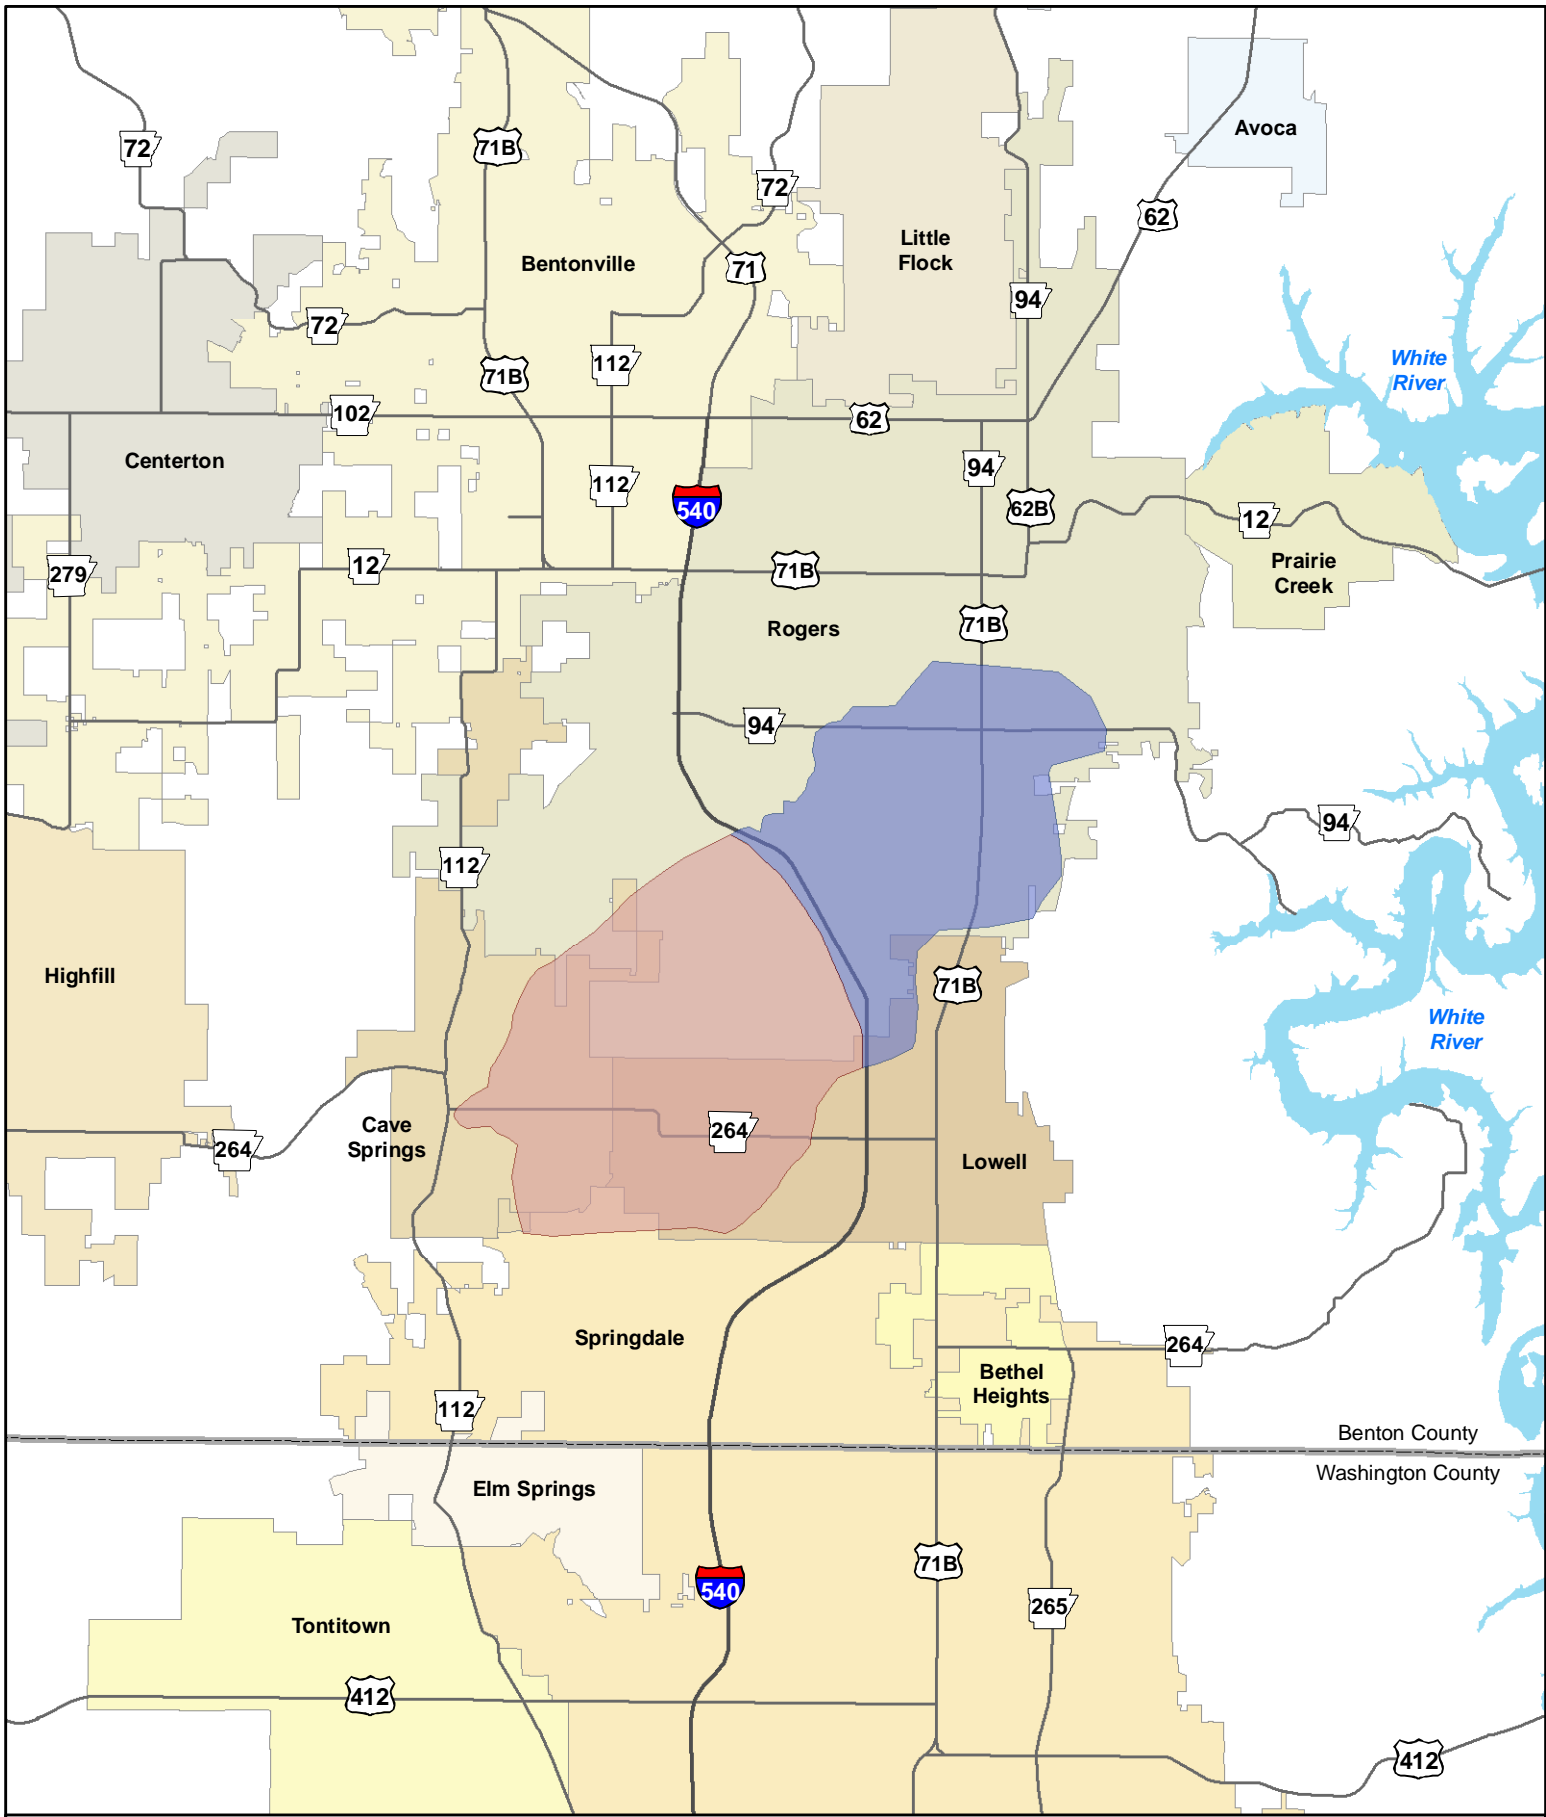 Avoca
72
71B
72
62
Little
Flock
Bentonville
71
94
72
White
River
112
71B
102
62
Centerton
94
112
540
62B
12
12
71B
279
Prairie
Creek
71B
Rogers
94
94
112
Highfill
71B
White
River
Cave
Springs
264
264
Lowell
Springdale
264
Bethel
Heights
112
Benton County
Washington County
Elm Springs
71B
540
265
Tontitown
412
412